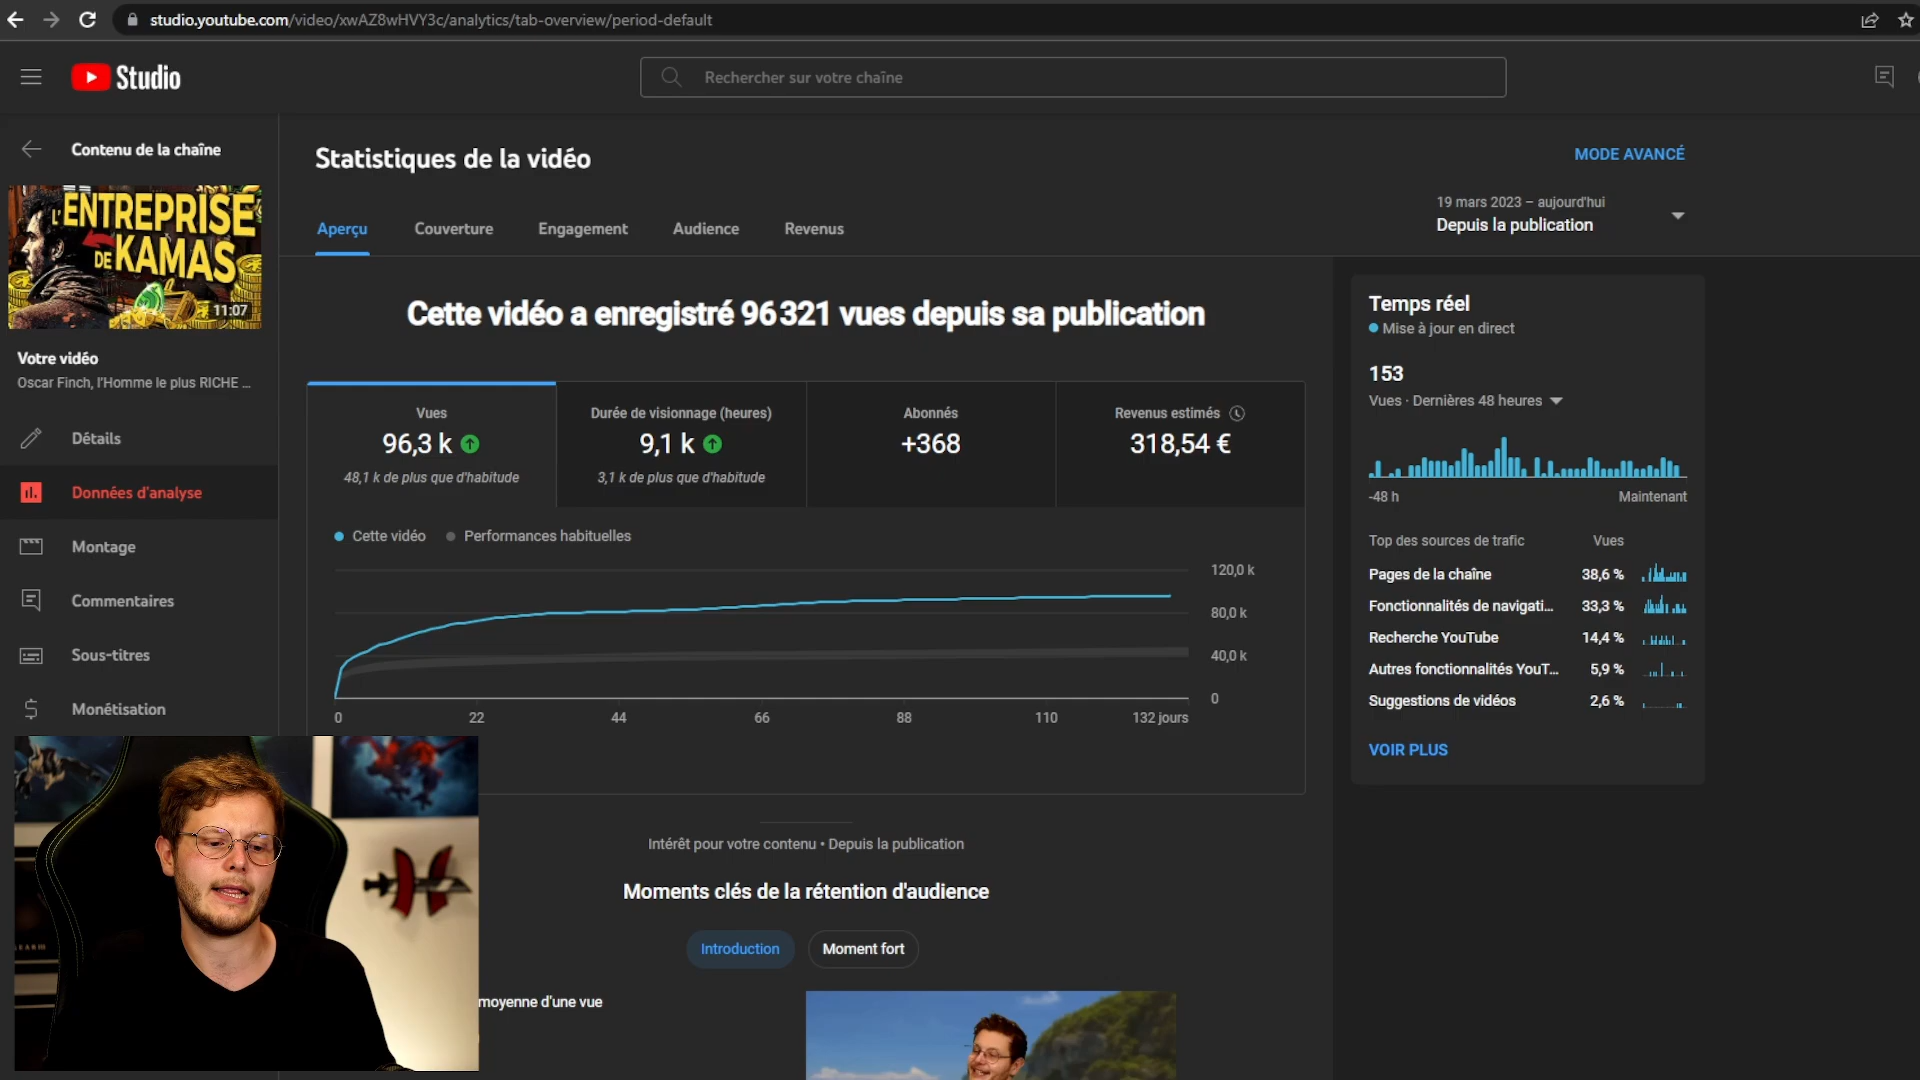 studio.youtube.com/video/xwAZ8wHVY3c/analytics/tab-overview/period-default
Studio
Rechercher sur votre chaîne
Contenu de la chaîne
L'ENTREPRISE
DE KAMAS
11:07
Votre vidéo
Oscar Finch, l'Homme le plus RICHE ...
Détails
Données d'analyse
Montage
Commentaires
Sous-titres
Monétisation
Statistiques de la vidéo
MODE AVANCÉ
19 mars 2023 – aujourd'hui
Depuis la publication
Aperçu
Couverture
Engagement
Audience
Revenus
Cette vidéo a enregistré 96 321 vues depuis sa publication
Vues
96,3 k
48,1 k de plus que d'habitude
Durée de visionnage (heures)
9,1 k
3,1 k de plus que d'habitude
Abonnés
+368
Revenus estimés
318,54 €
Cette vidéo
Performances habituelles
120,0 k
80,0 k
40,0 k
0
0 22 44 66 88 110 132 jours
Intérêt pour votre contenu • Depuis la publication
Moments clés de la rétention d'audience
Introduction
Moment fort
moyenne d'une vue
Temps réel
Mise à jour en direct
153
Vues · Dernières 48 heures
-48 h
Maintenant
Top des sources de trafic Vues
Pages de la chaîne 38,6 %
Fonctionnalités de navigati... 33,3 %
Recherche YouTube 14,4 %
Autres fonctionnalités YouT... 5,9 %
Suggestions de vidéos 2,6 %
VOIR PLUS